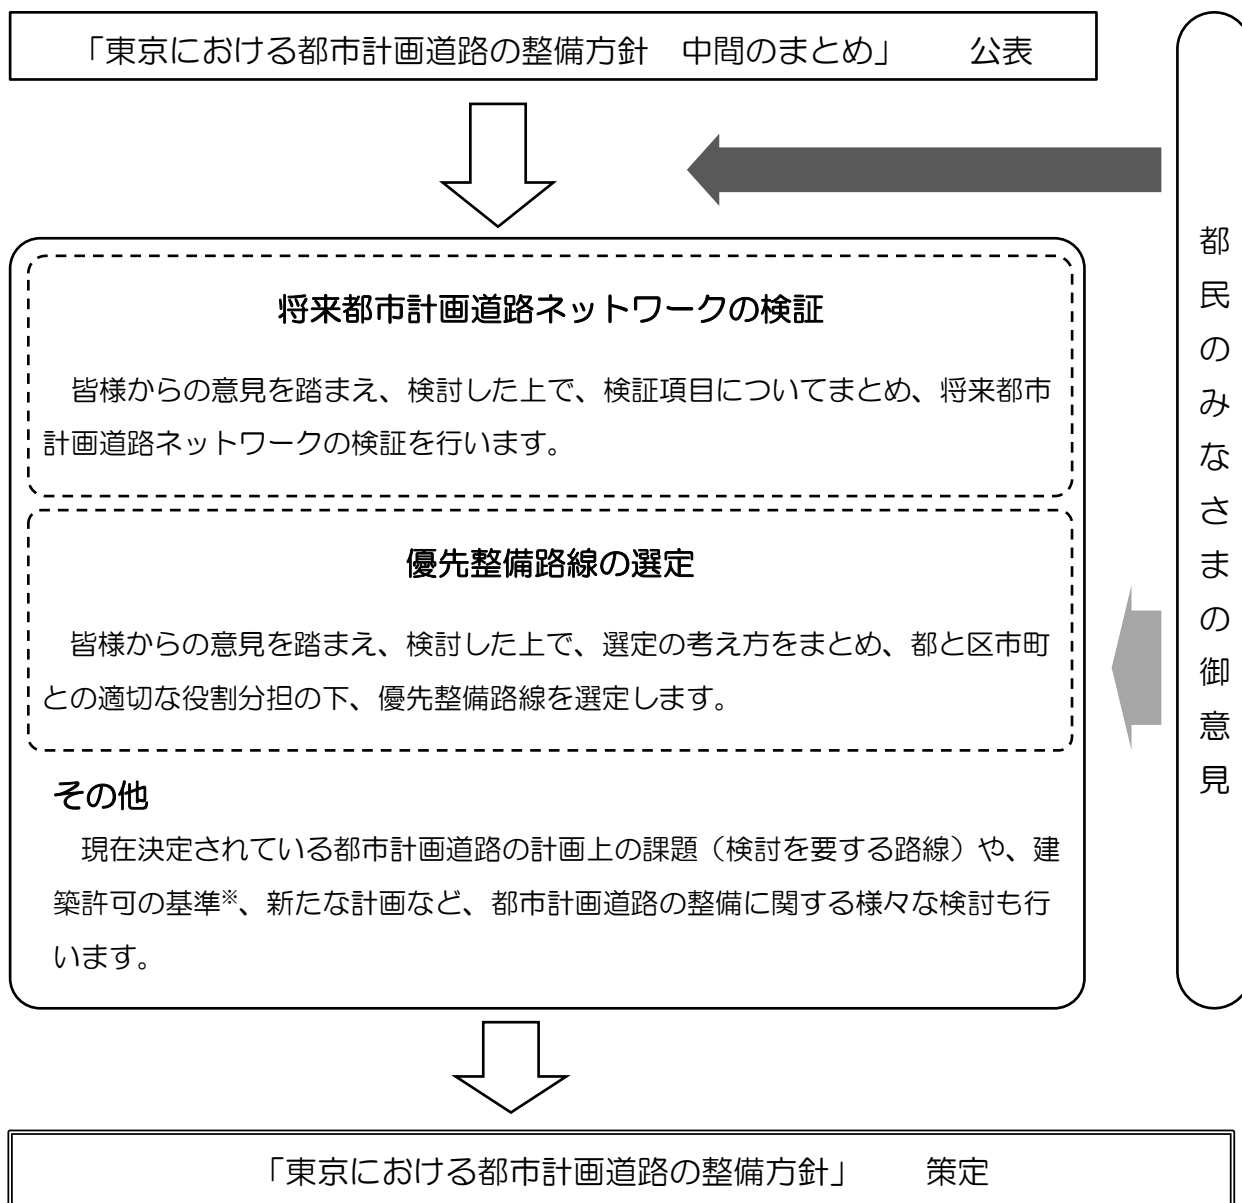 「東京における都市計画道路の整備方針　中間のまとめ」　　公表
将来都市計画道路ネットワークの検証
皆様からの意見を踏まえ、検討した上で、検証項目についてまとめ、将来都市
計画道路ネットワークの検証を行います。
優先整備路線の選定
皆様からの意見を踏まえ、検討した上で、選定の考え方をまとめ、都と区市町
との適切な役割分担の下、優先整備路線を選定します。
その他
現在決定されている都市計画道路の計画上の課題（検討を要する路線）や、建
築許可の基準※、新たな計画など、都市計画道路の整備に関する様々な検討も行
います。
都民のみなさまの御意見
「東京における都市計画道路の整備方針」　　策定